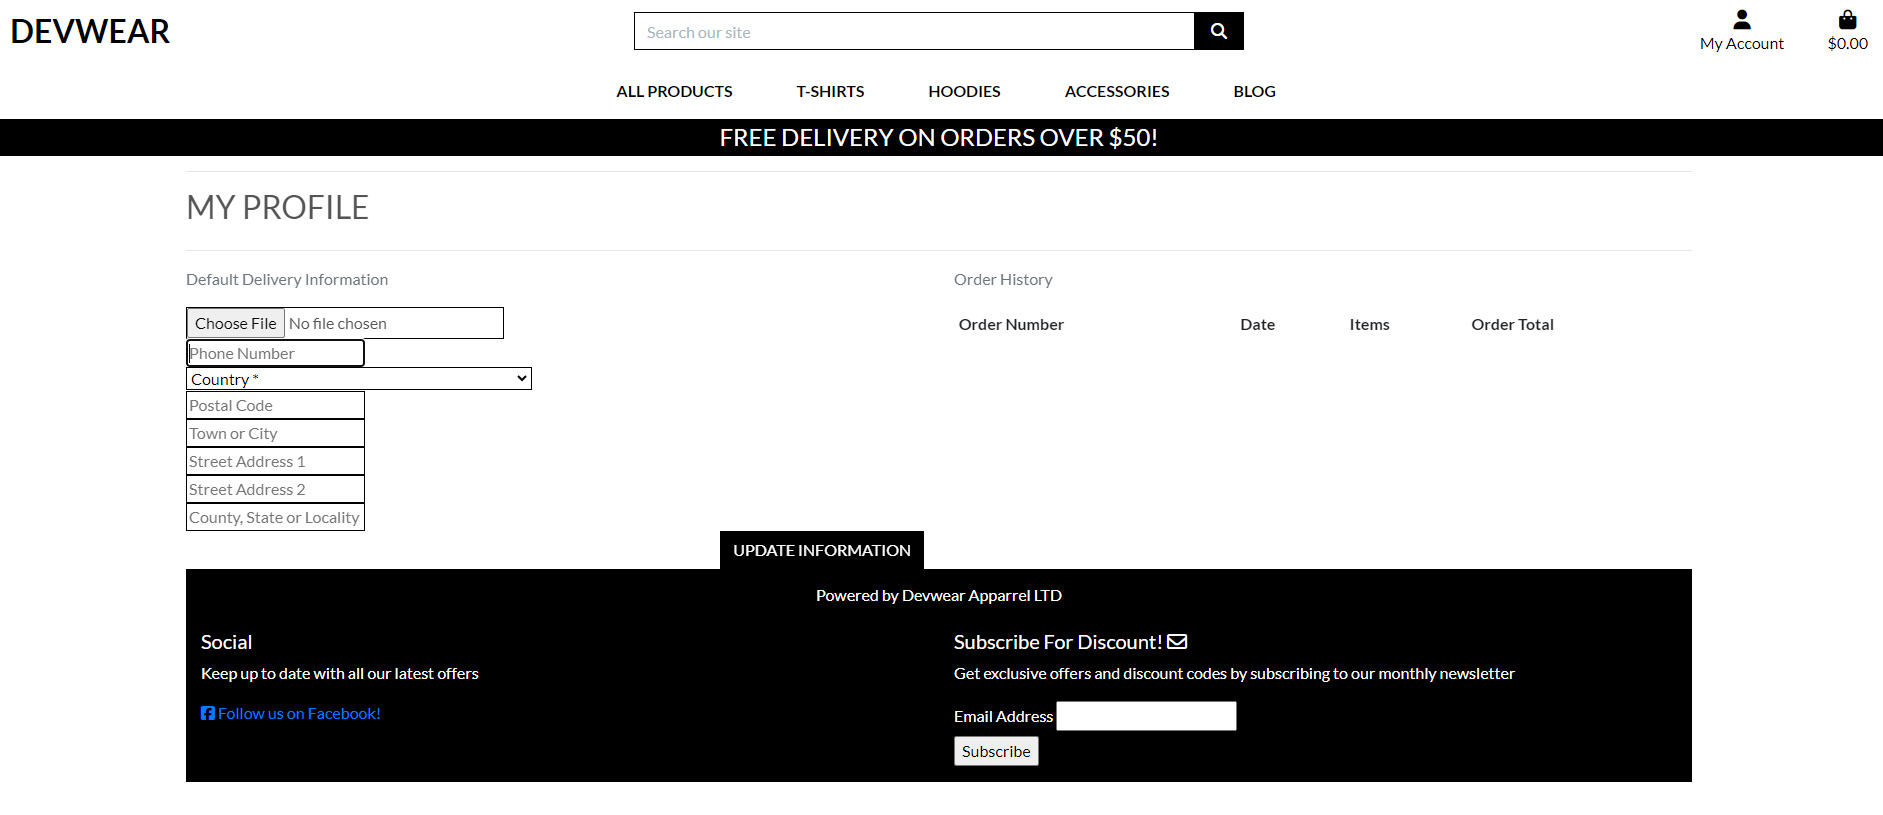 DEVWEAR
Search our site
My Account
$0.00
ALL PRODUCTS T-SHIRTS HOODIES ACCESSORIES BLOG
FREE DELIVERY ON ORDERS OVER $50!
MY PROFILE
Default Delivery Information
Choose File No file chosen
Phone Number
Country *
Postal Code
Town or City
Street Address 1
Street Address 2
County, State or Locality
UPDATE INFORMATION
Order History
Order Number Date Items Order Total
Powered by Devwear Apparrel LTD
Social
Keep up to date with all our latest offers
Follow us on Facebook!
Subscribe For Discount!
Get exclusive offers and discount codes by subscribing to our monthly newsletter
Email Address
Subscribe